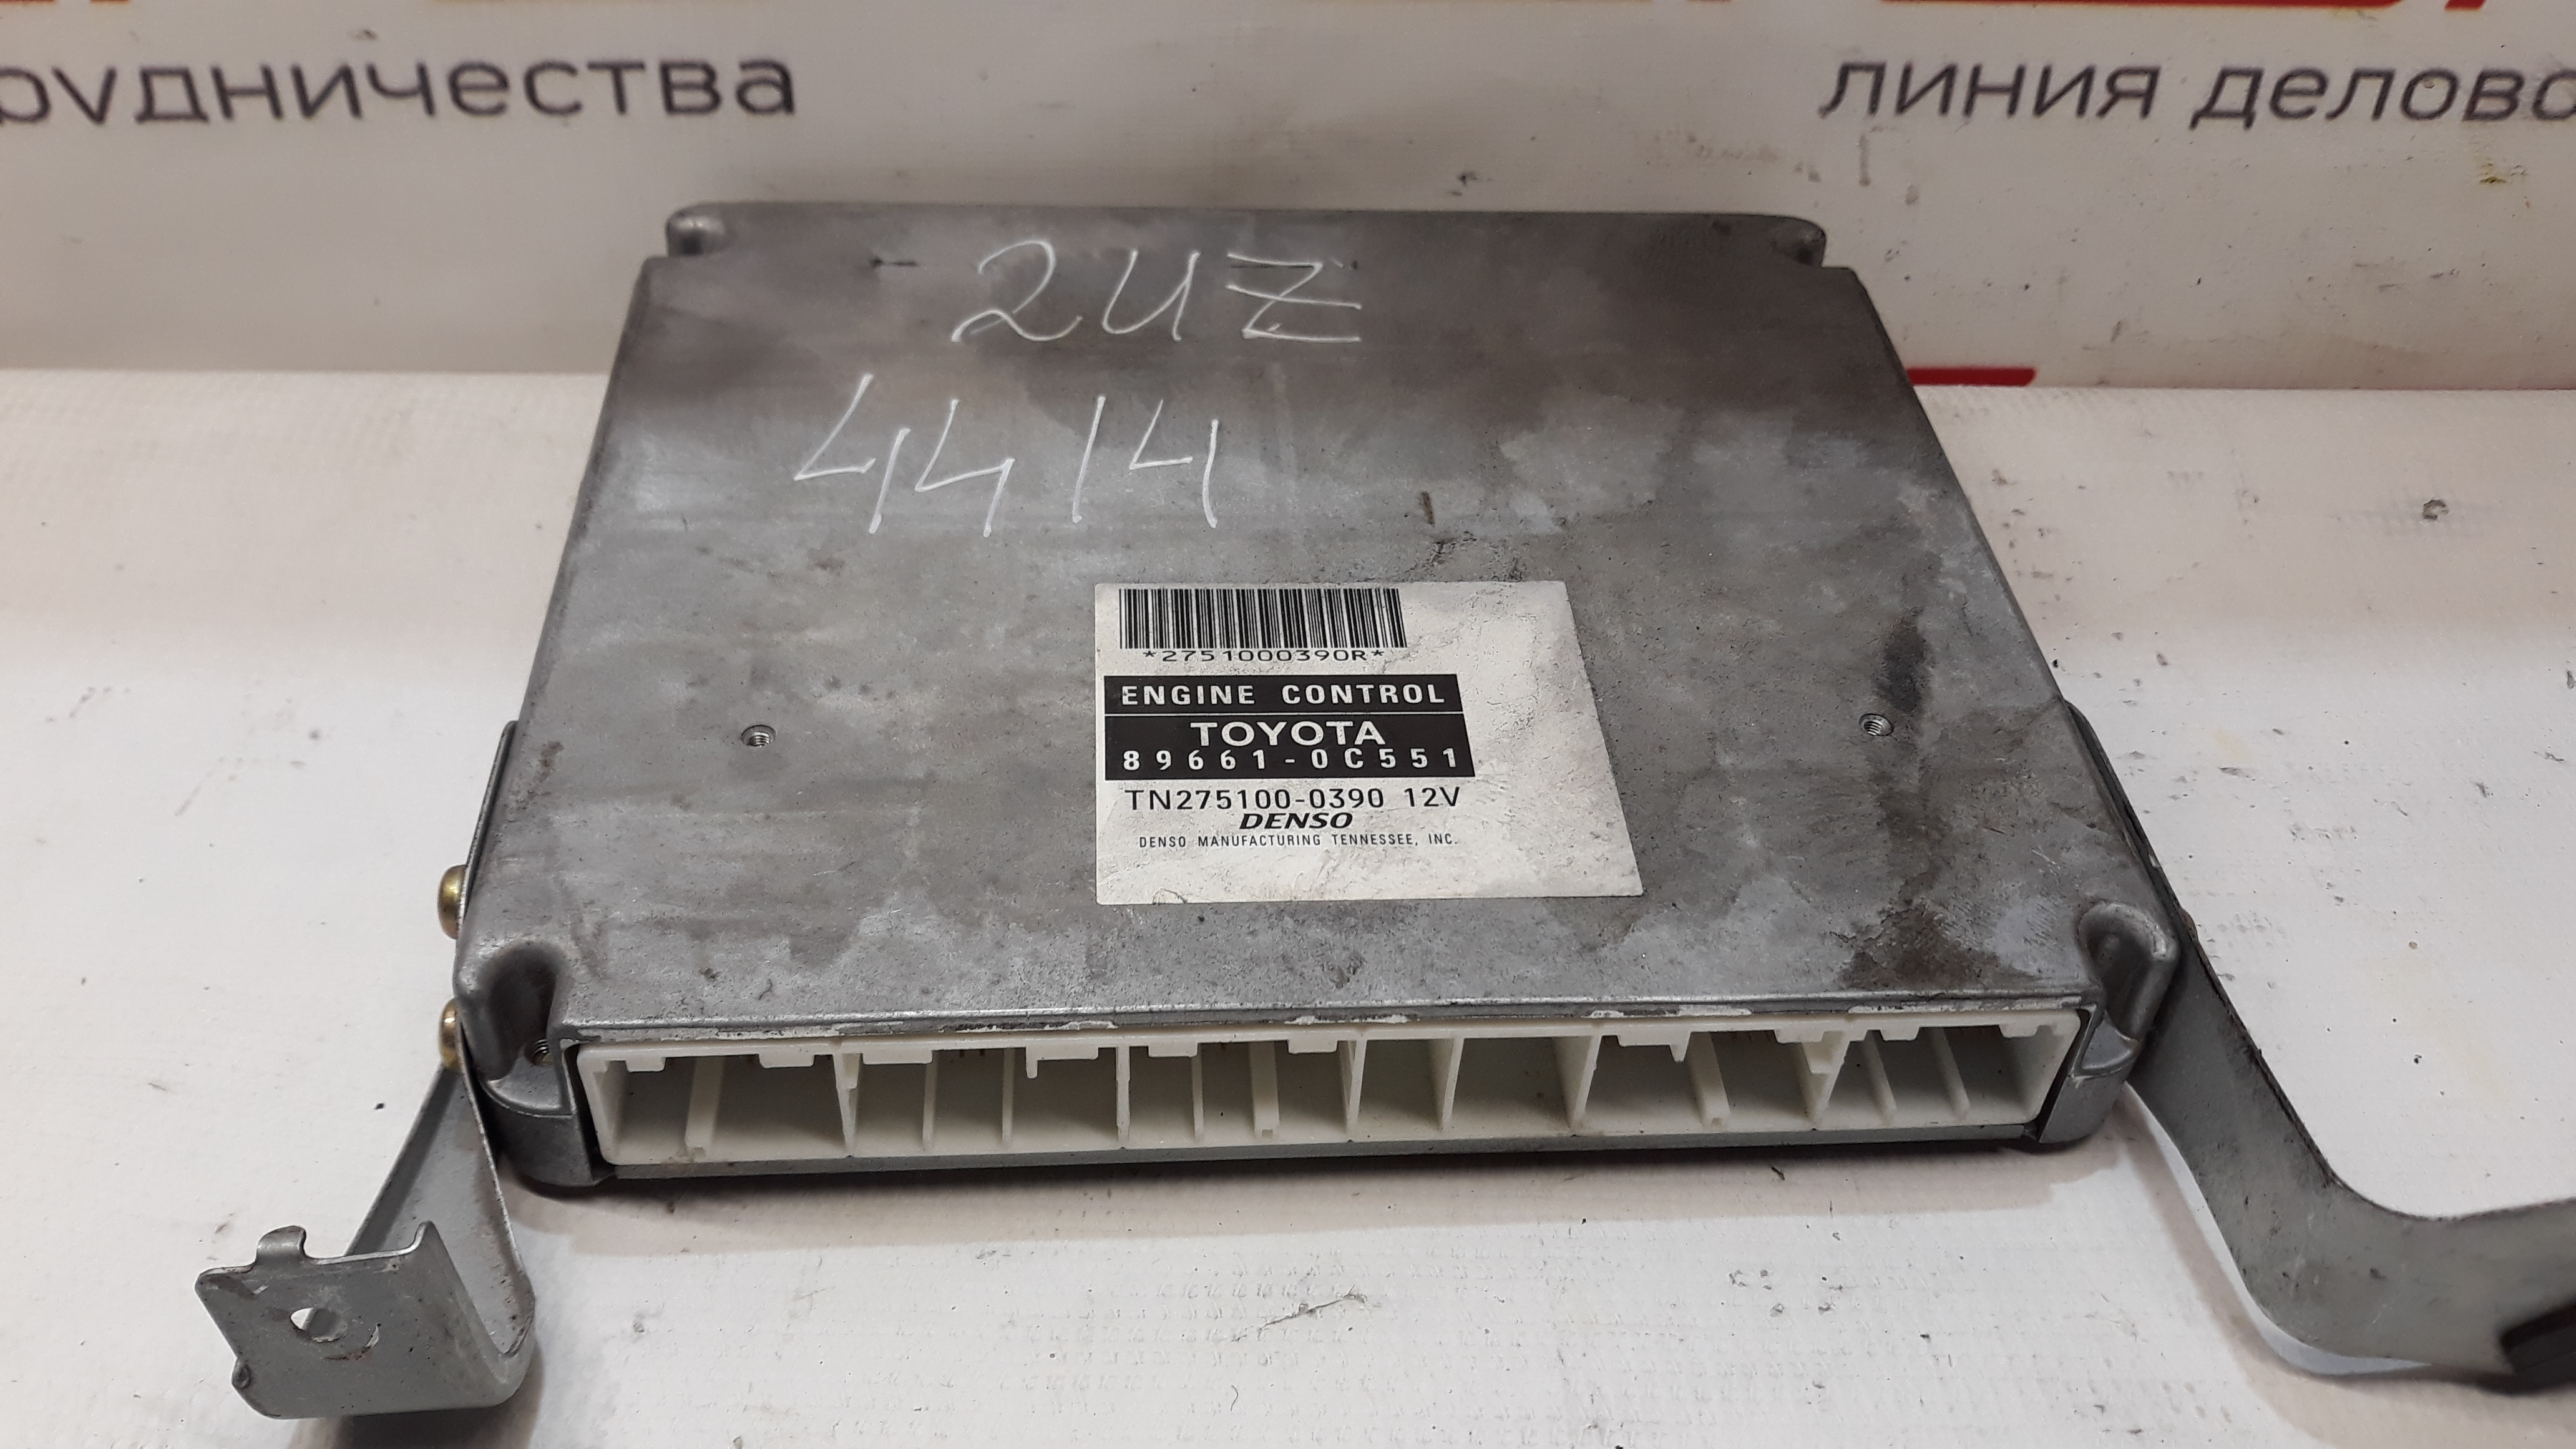 рудничества
линия делово
2UZ
4414
*2751000390R*
ENGINE CONTROL
TOYOTA
89661-0C551
TN275100-0390 12V
DENSO
DENSO MANUFACTURING TENNESSEE, INC.